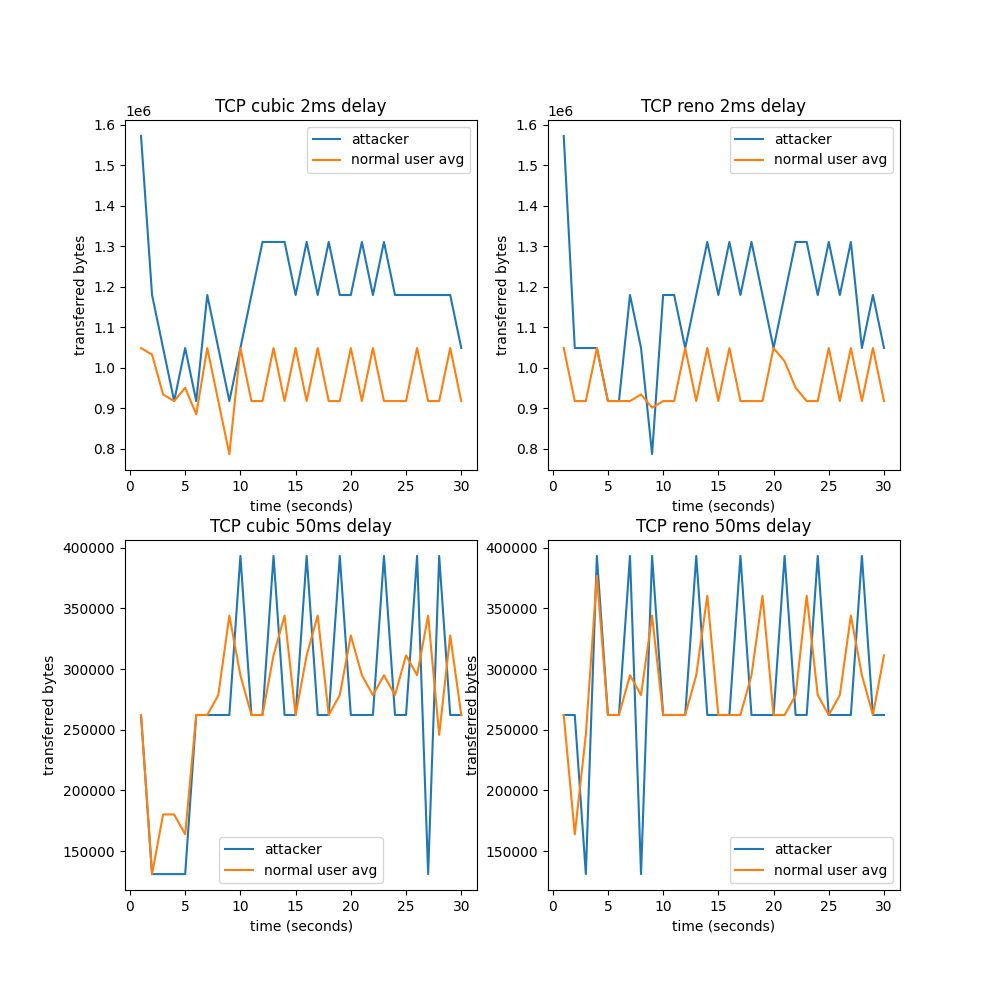 TCP cubic 2ms delay
1e6
1.6
1.5
1.4
1.3
1.2
1.1
1.0
0.9
0.8
transferred bytes
attacker
normal user avg
0 5 10 15 20 25 30
time (seconds)
TCP reno 2ms delay
1e6
1.6
1.5
1.4
1.3
1.2
1.1
1.0
0.9
0.8
transferred bytes
attacker
normal user avg
0 5 10 15 20 25 30
time (seconds)
TCP cubic 50ms delay
400000
350000
300000
250000
200000
150000
transferred bytes
attacker
normal user avg
0 5 10 15 20 25 30
time (seconds)
TCP reno 50ms delay
400000
350000
300000
250000
200000
150000
transferred bytes
attacker
normal user avg
0 5 10 15 20 25 30
time (seconds)